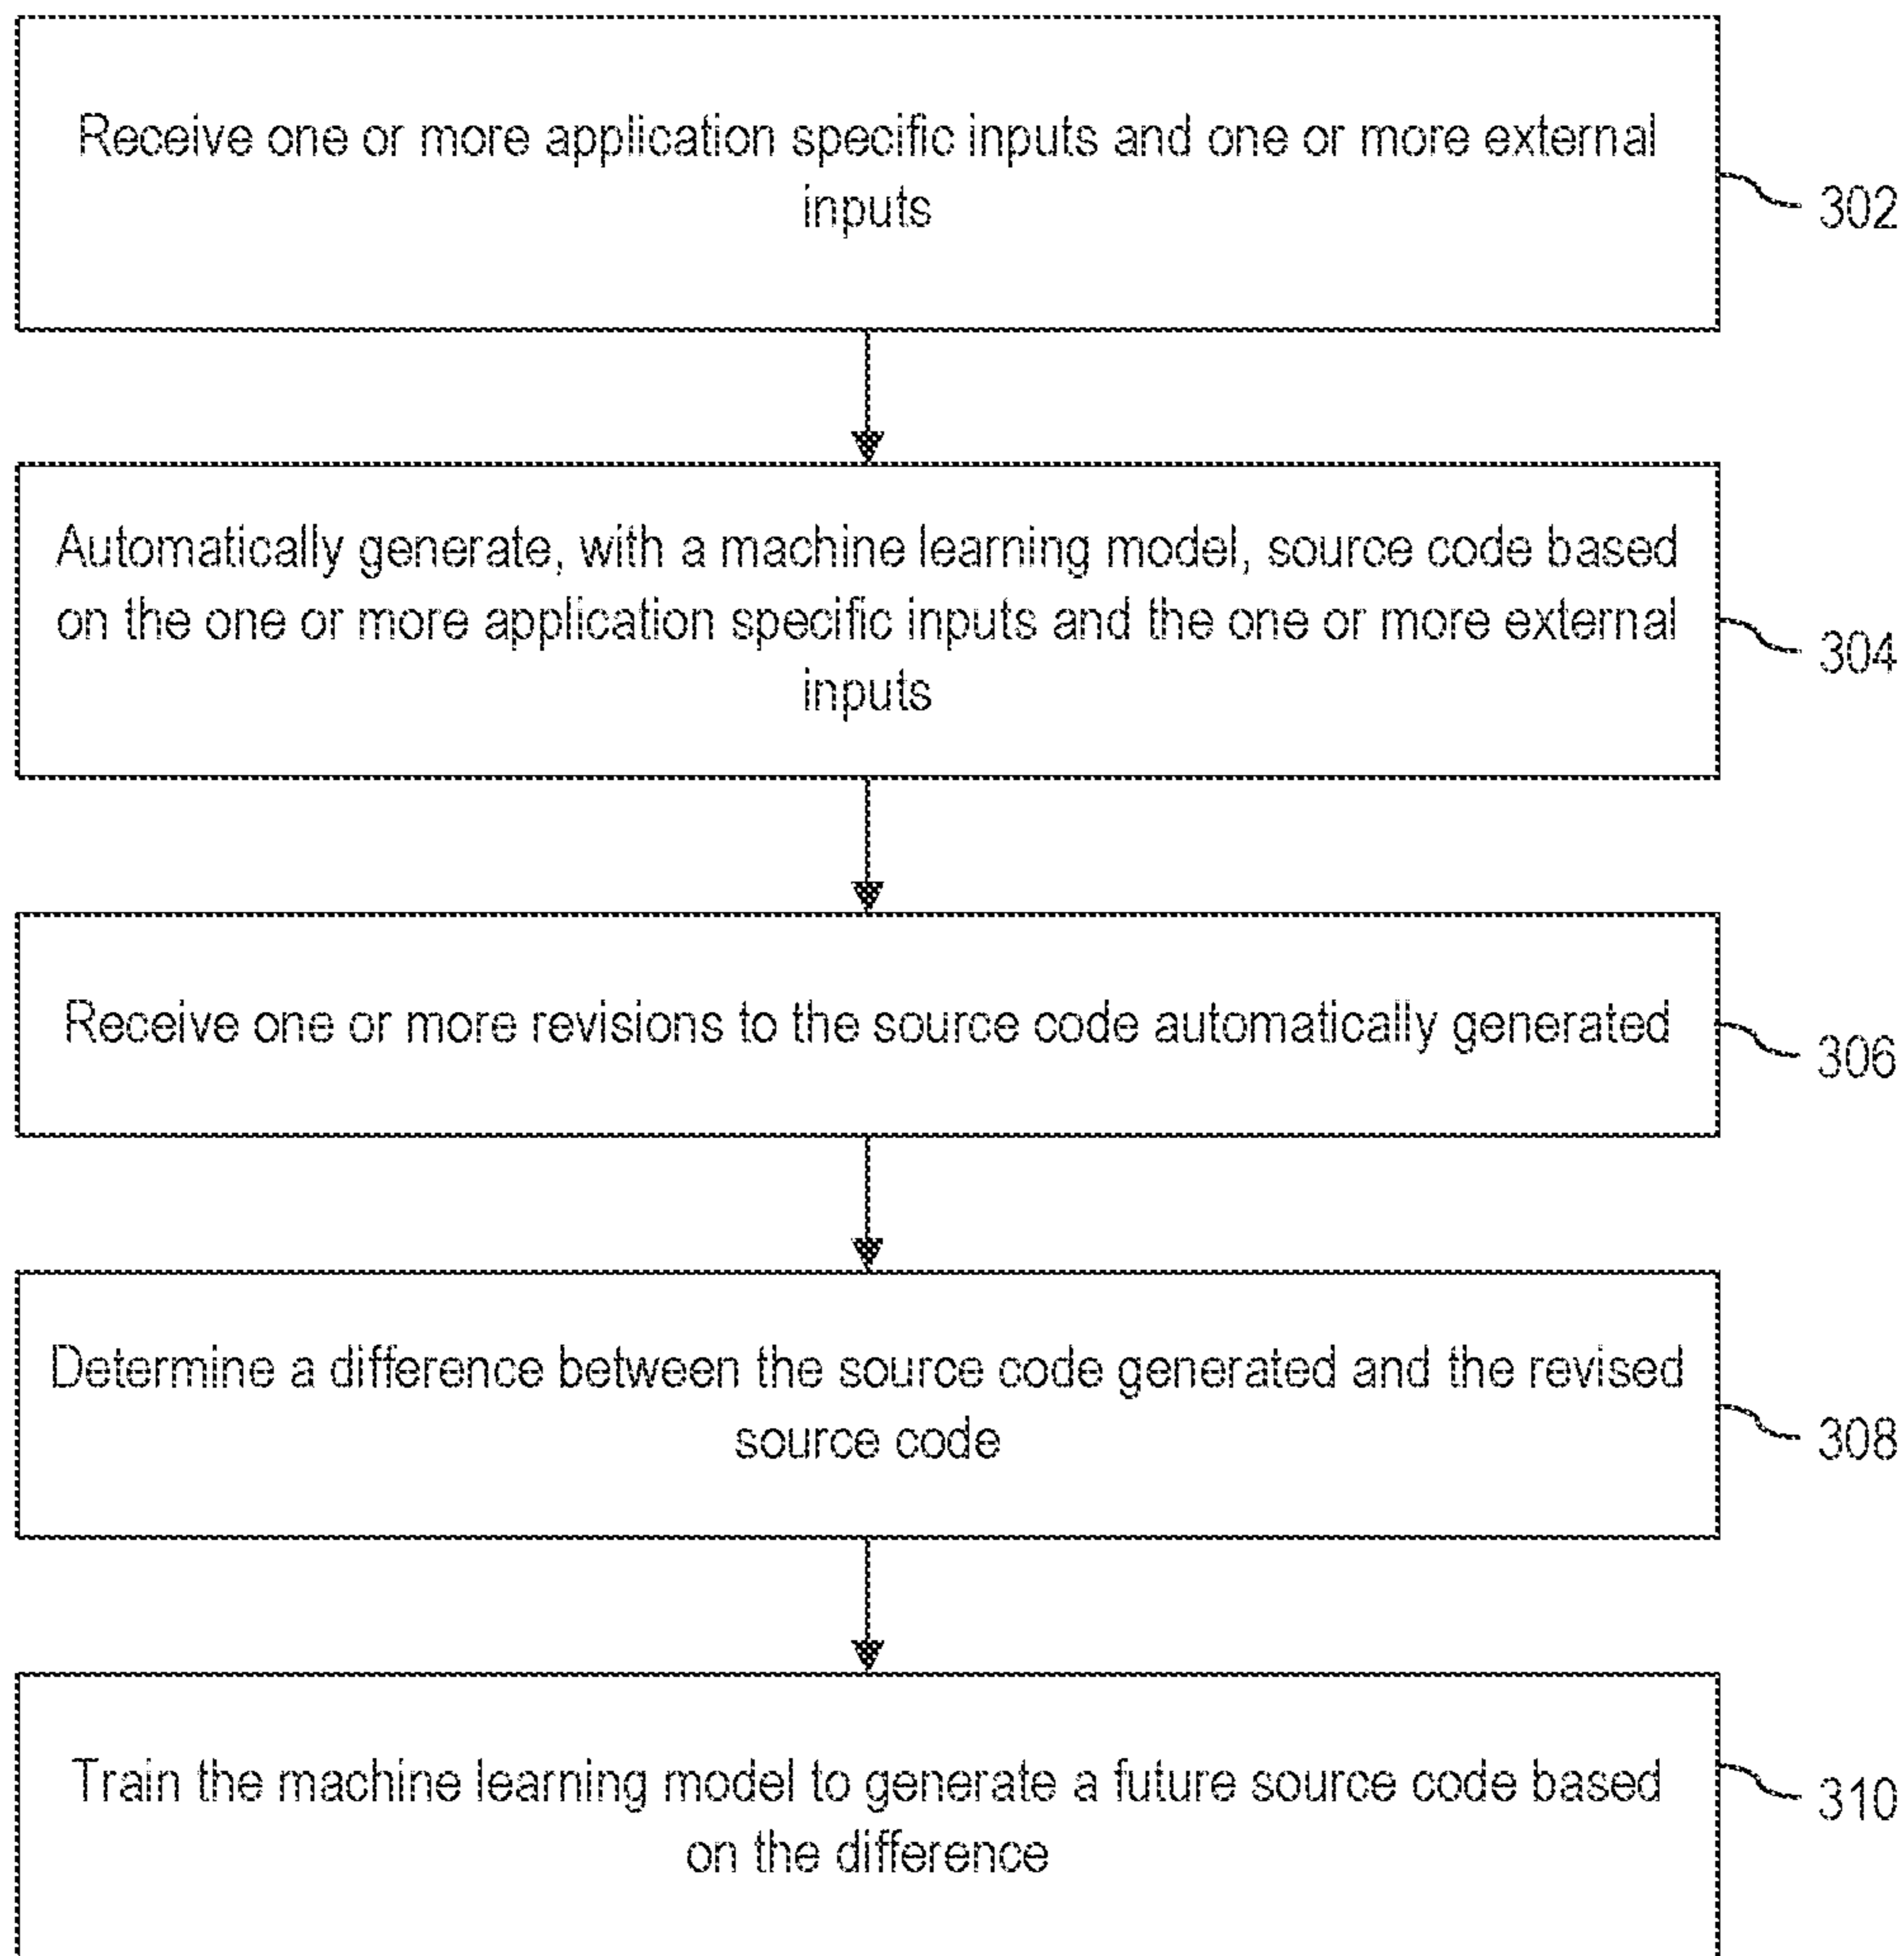 Receive one or more application specific inputs and one or more external
inputs
302
Automatically generate, with a machine learning model, source code based
on the one or more application specific inputs and the one or more external
inputs
304
Receive one or more revisions to the source code automatically generated
306
Determine a difference between the source code generated and the revised
source code
308
Train the machine learning model to generate a future source code based
on the difference
310